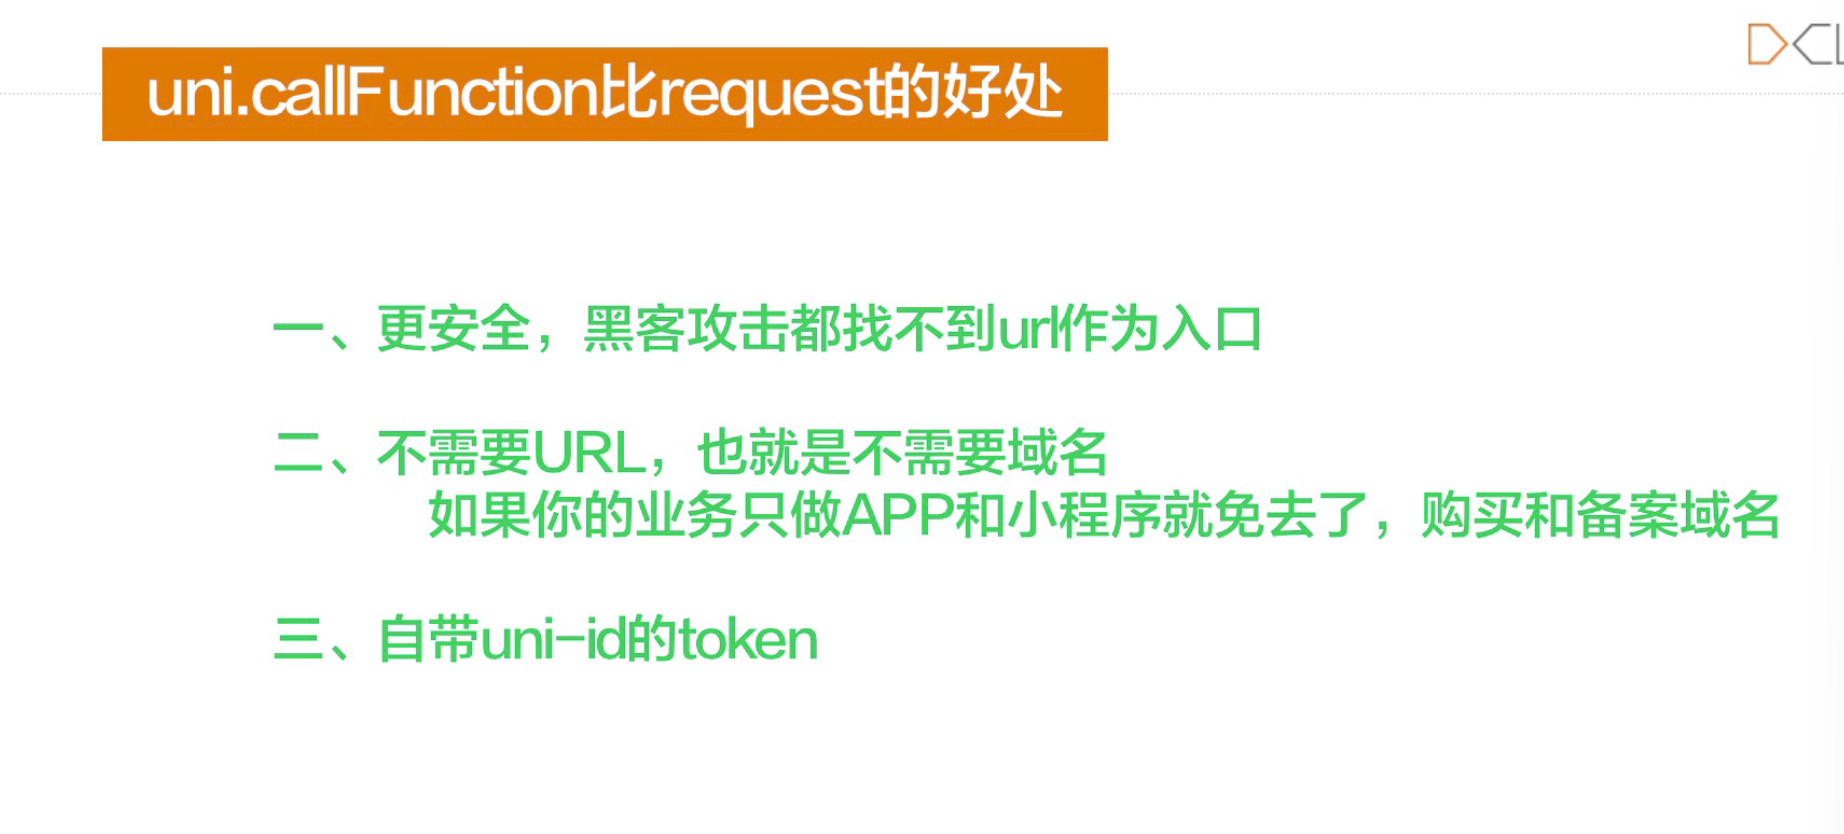 DCL
uni.callFunction比request的好处
一、更安全，黑客攻击都找不到url作为入口
二、不需要URL，也就是不需要域名
如果你的业务只做APP和小程序就免去了，购买和备案域名
三、自带uni-id的token